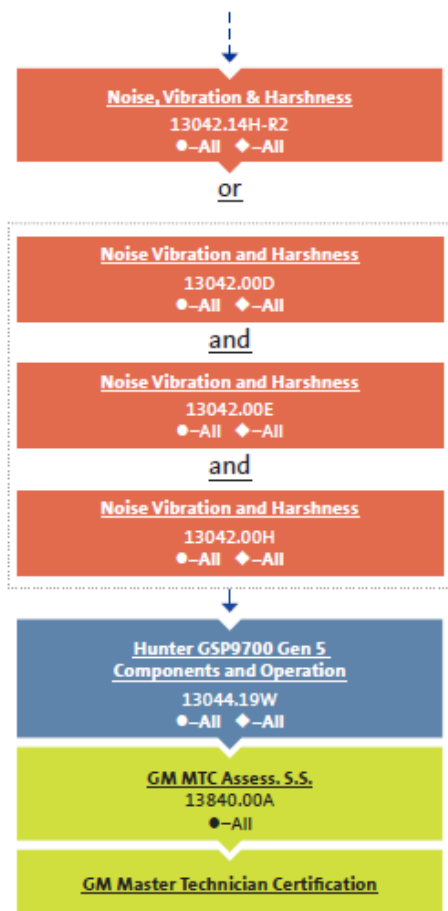 Noise, Vibration & Harshness
13042.14H-R2
●–All ◆–All
or
Noise Vibration and Harshness
13042.00D
●–All ◆–All
and
Noise Vibration and Harshness
13042.00E
●–All ◆–All
and
Noise Vibration and Harshness
13042.00H
●–All ◆–All
Hunter GSP9700 Gen 5
Components and Operation
13044.19W
●–All ◆–All
GM MTC Assess. S.S.
13840.00A
●–All
GM Master Technician Certification